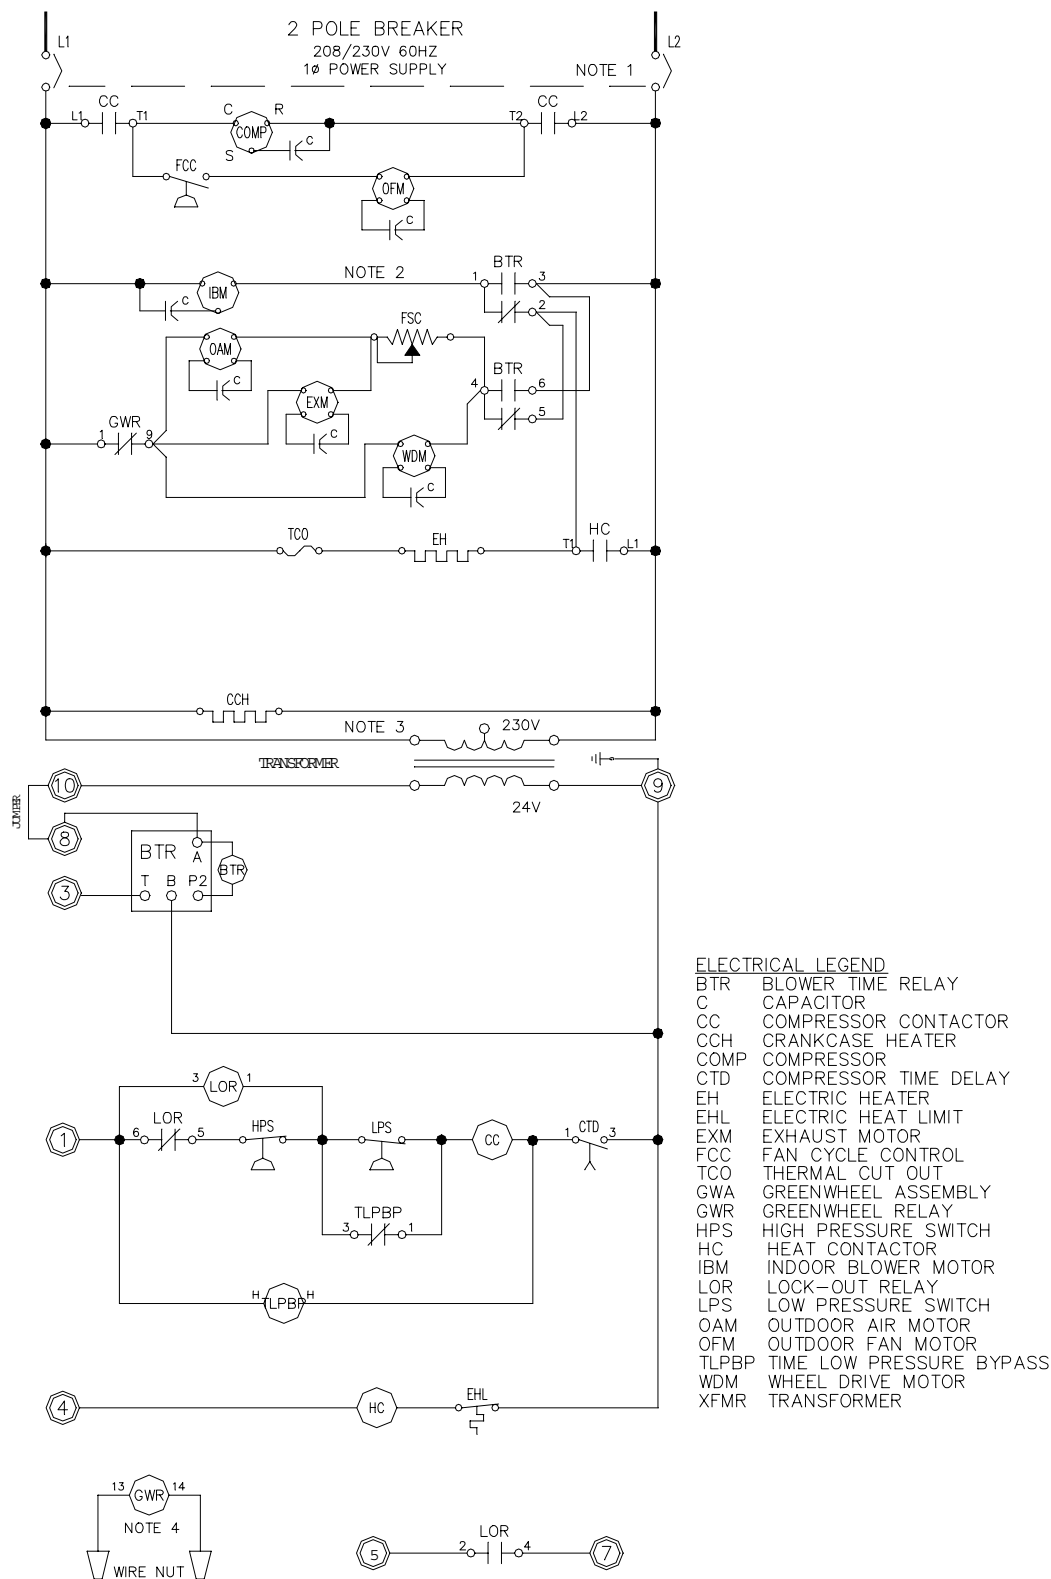 L1
2 POLE BREAKER
208/230V 60HZ
1ø POWER SUPPLY
L2
NOTE 1
L1 CC T1
C COMP R
S C
T2 CC L2
FCC
OFM
C
NOTE 2
IBM
C
1 BTR 3
2
OAM
C
FSC
EXM
C
4 BTR 6
5
1 GWR 9
WDM
C
TCO
EH
T1 HC L1
CCH
NOTE 3
230V
TRANSFORMER
24V
10
9
JUMPER
8
BTR A
BTR
T B P2
3
ELECTRICAL LEGEND
BTR BLOWER TIME RELAY
C CAPACITOR
CC COMPRESSOR CONTACTOR
CCH CRANKCASE HEATER
COMP COMPRESSOR
CTD COMPRESSOR TIME DELAY
EH ELECTRIC HEATER
EHL ELECTRIC HEAT LIMIT
EXM EXHAUST MOTOR
FCC FAN CYCLE CONTROL
TCO THERMAL CUT OUT
GWA GREENWHEEL ASSEMBLY
GWR GREENWHEEL RELAY
HPS HIGH PRESSURE SWITCH
HC HEAT CONTACTOR
IBM INDOOR BLOWER MOTOR
LOR LOCK-OUT RELAY
LPS LOW PRESSURE SWITCH
OAM OUTDOOR AIR MOTOR
OFM OUTDOOR FAN MOTOR
TLPBP TIME LOW PRESSURE BYPASS
WDM WHEEL DRIVE MOTOR
XFMR TRANSFORMER
3 LOR 1
1
6 LOR 5
HPS
LPS
CC
1 CTD 3
3 TLPBP 1
H TLPBP H
4
HC
EHL
13 GWR 14
NOTE 4
WIRE NUT
5
2 LOR 4
7